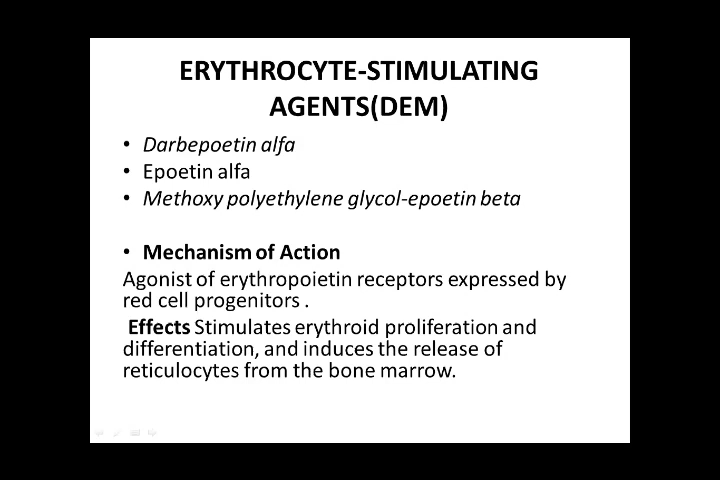 ERYTHROCYTE-STIMULATING
AGENTS(DEM)
• Darbepoetin alfa
• Epoetin alfa
• Methoxy polyethylene glycol-epoetin beta
• Mechanism of Action
Agonist of erythropoietin receptors expressed by
red cell progenitors .
Effects Stimulates erythroid proliferation and
differentiation, and induces the release of
reticulocytes from the bone marrow.